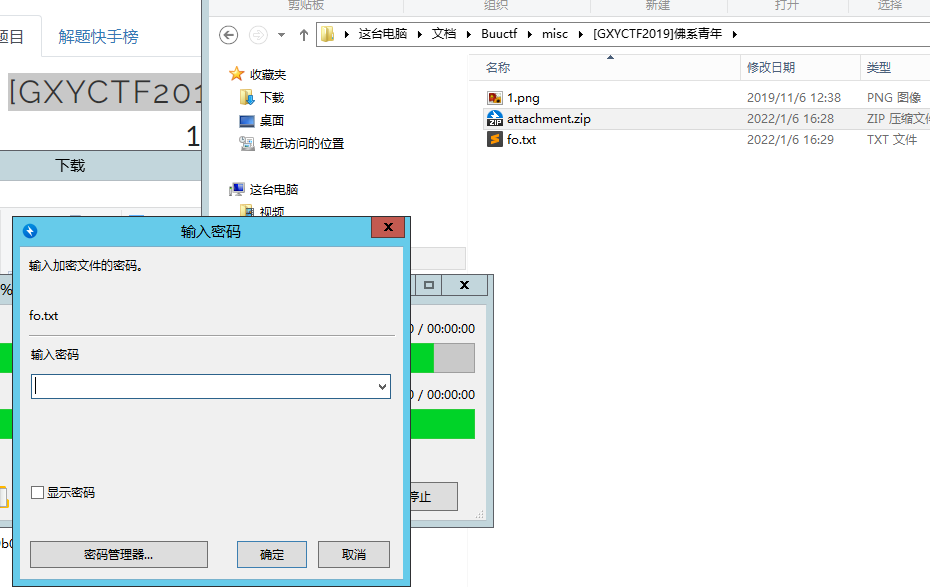 剪贴板 组织 新建 打开 选择
题目 解题快手榜
这台电脑 文档 Buuctf misc [GXYCTF2019]佛系青年
名称 修改日期 类型
收藏夹
下载
桌面
最近访问的位置
这台电脑
视频
1.png 2019/11/6 12:38 PNG 图像
attachment.zip 2022/1/6 16:28 ZIP 压缩文件
fo.txt 2022/1/6 16:29 TXT 文件
[GXYCTF201
1
下载
输入密码 X
输入加密文件的密码。
fo.txt
输入密码
显示密码
密码管理器... 确定 取消
%
X
0 / 00:00:00
0 / 00:00:00
停止